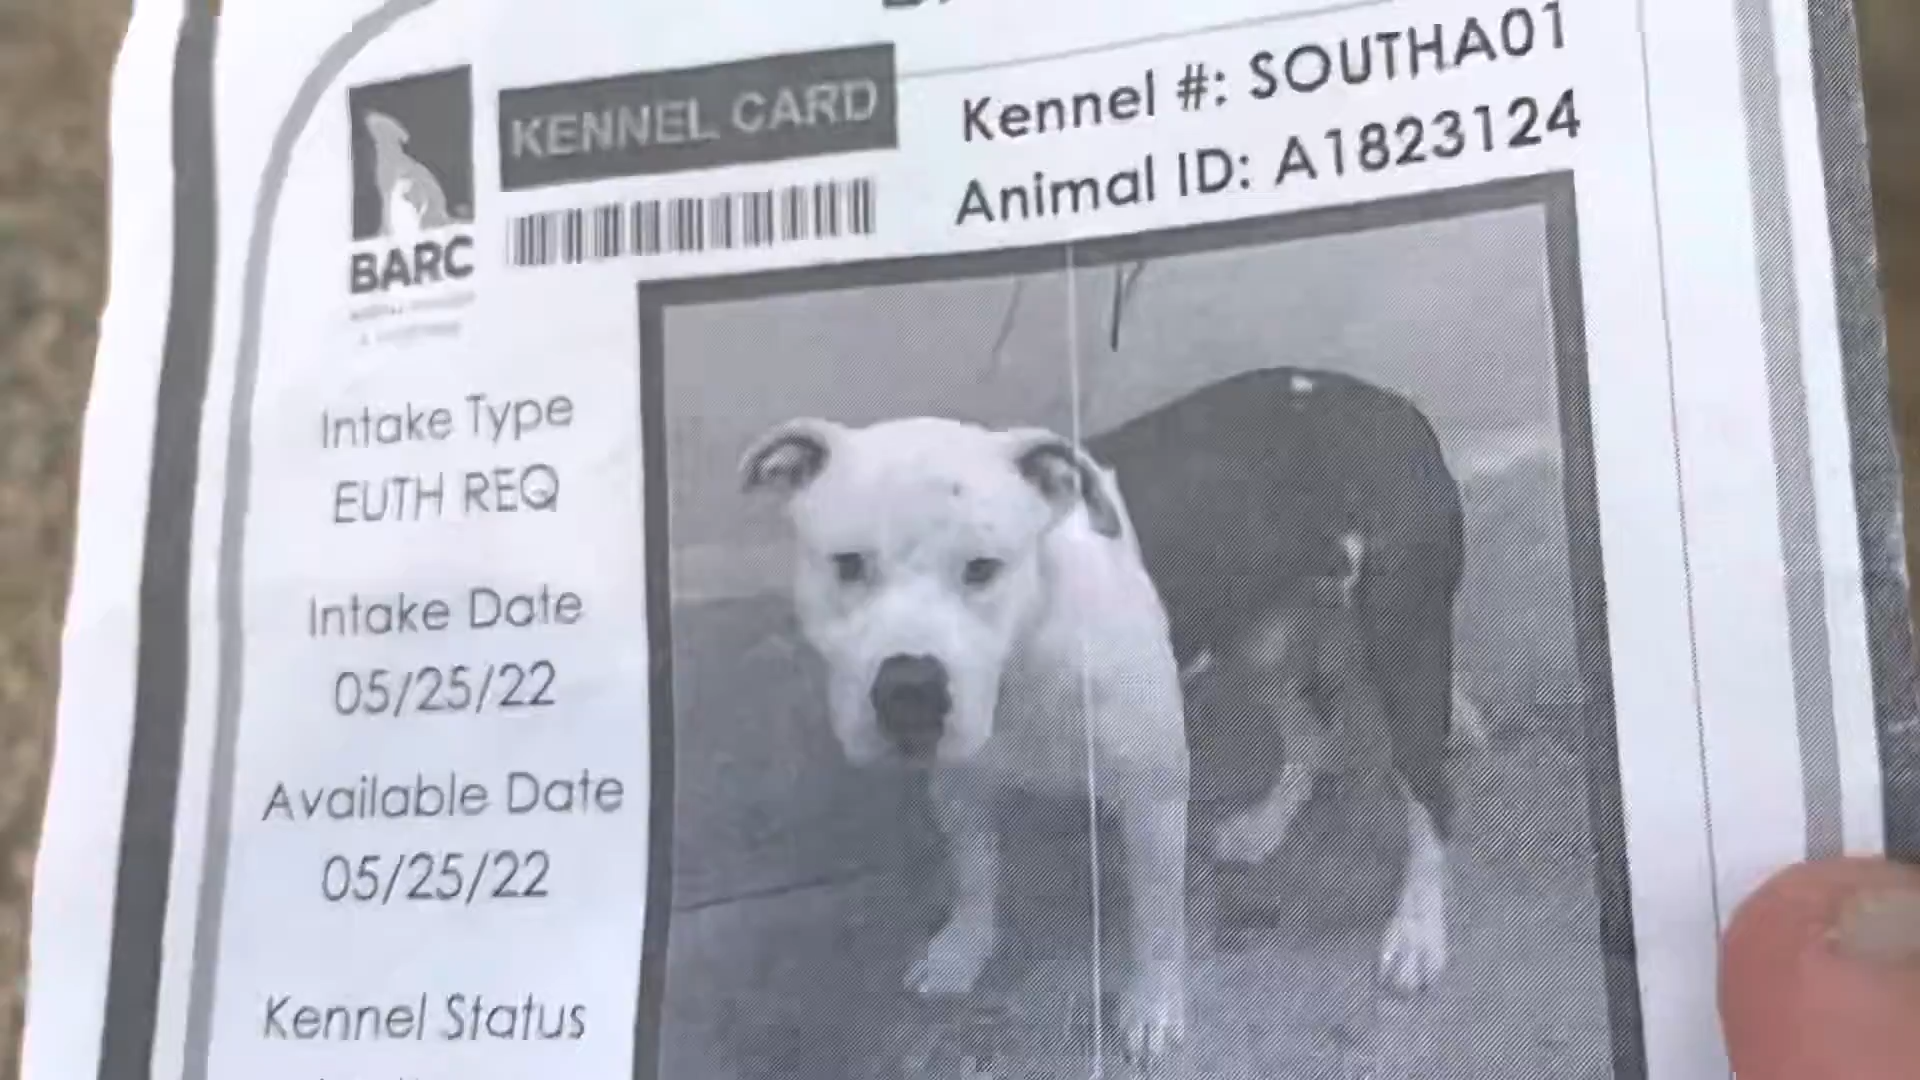 KENNEL CARD
Kennel #: SOUTHA01
Animal ID: A1823124
BARC
Intake Type
EUTH REQ
Intake Date
05/25/22
Available Date
05/25/22
Kennel Status